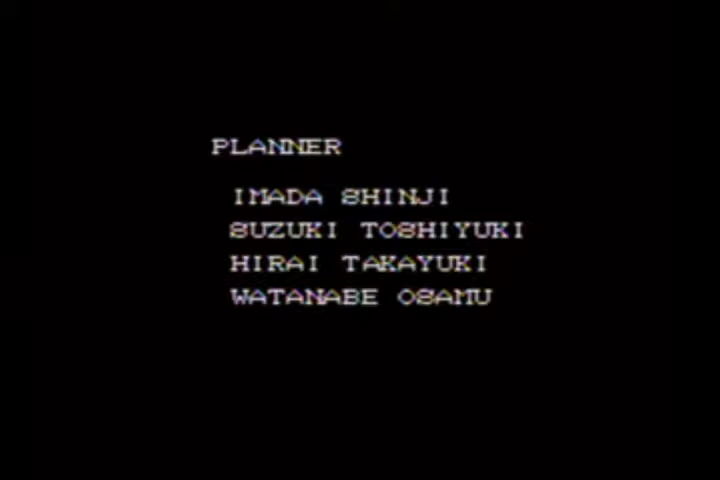 PLANNER
IMADA SHINJI
SUZUKI TOSHIYUKI
HIRAI TAKAYUKI
WATANABE OSAMU